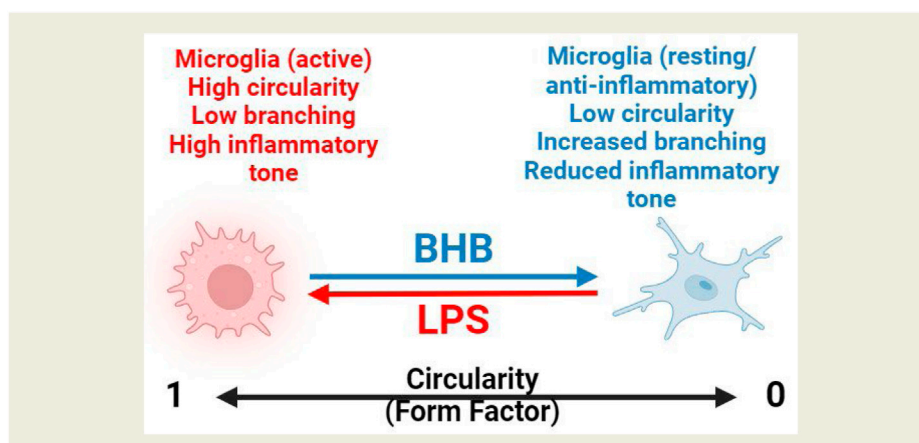 Microglia (active)
High circularity
Low branching
High inflammatory
tone
Microglia (resting/
anti-inflammatory)
Low circularity
Increased branching
Reduced inflammatory
tone
BHB
LPS
1
Circularity
(Form Factor)
0